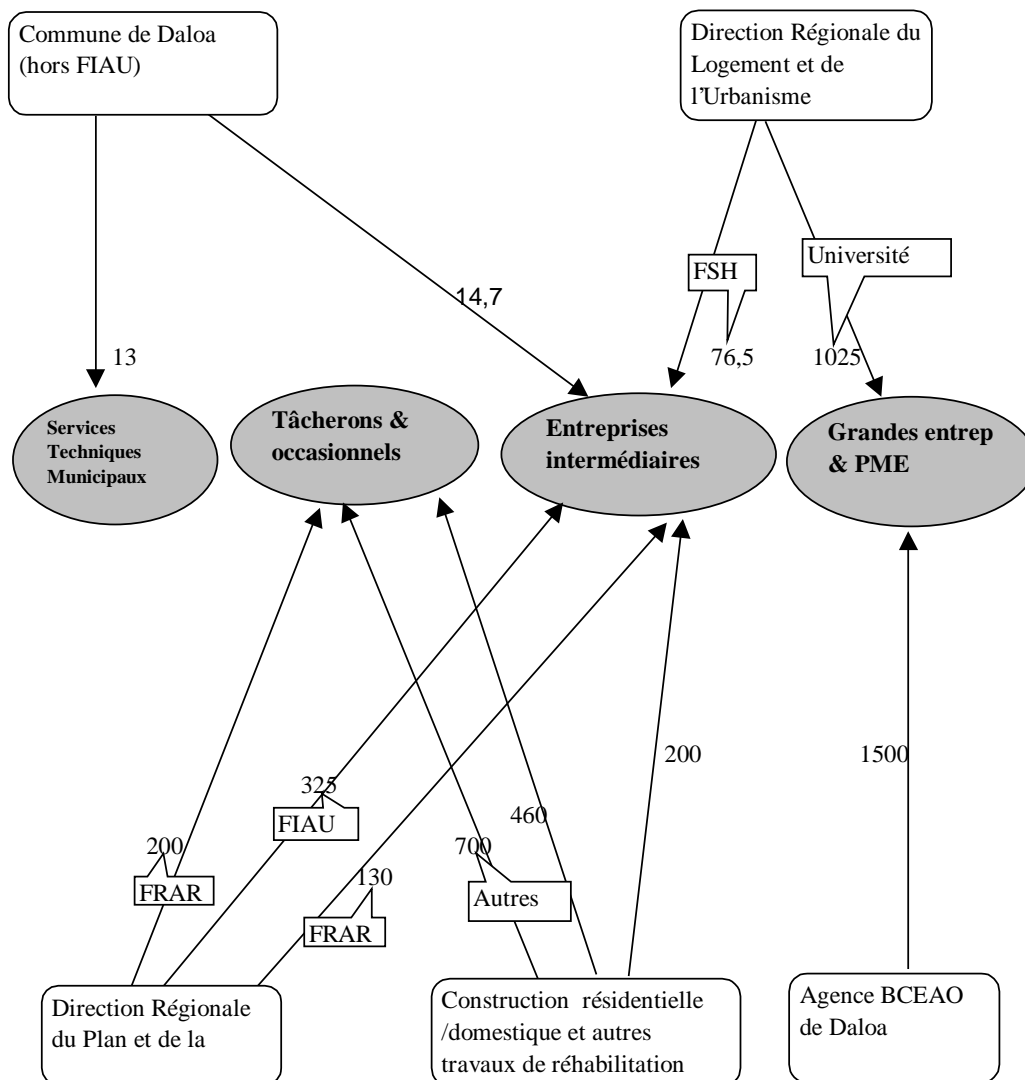 Commune de Daloa
(hors FIAU)
Direction Régionale du
Logement et de
l'Urbanisme
FSH
Université
14,7
13
76,5
1025
Services
Techniques
Municipaux
Tâcherons &
occasionnels
Entreprises
intermédiaires
Grandes entrep
& PME
200
1500
325
FIAU
460
200
FRAR
700
Autres
130
FRAR
Direction Régionale
du Plan et de la
Construction résidentielle
/domestique et autres
travaux de réhabilitation
Agence BCEAO
de Daloa